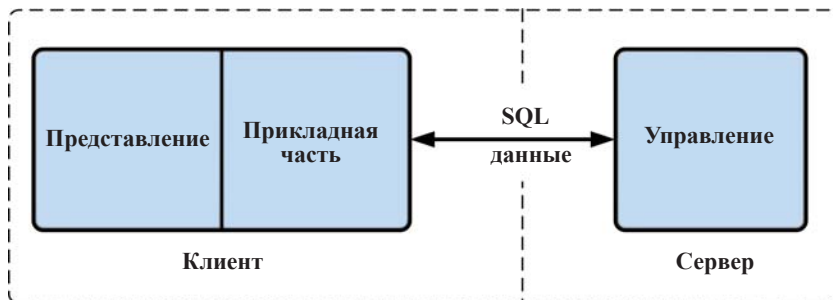 Представление
Прикладная
часть
SQL
данные
Управление
Клиент
Сервер